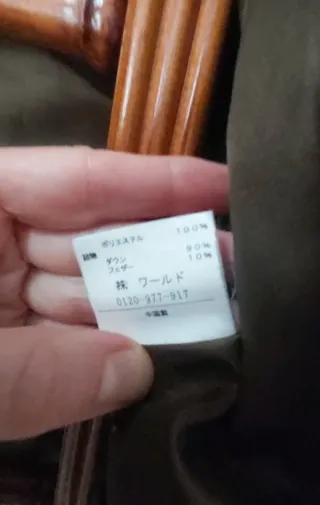 ポリエステル 100%
詰物
ダウン 90%
フェザー 10%
株 ワールド
0120-977-917
中国製